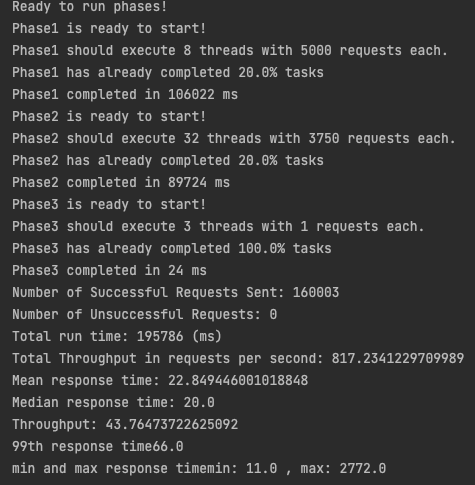 Ready to run phases!
Phase1 is ready to start!
Phase1 should execute 8 threads with 5000 requests each.
Phase1 has already completed 20.0% tasks
Phase1 completed in 106022 ms
Phase2 is ready to start!
Phase2 should execute 32 threads with 3750 requests each.
Phase2 has already completed 20.0% tasks
Phase2 completed in 89724 ms
Phase3 is ready to start!
Phase3 should execute 3 threads with 1 requests each.
Phase3 has already completed 100.0% tasks
Phase3 completed in 24 ms
Number of Successful Requests Sent: 160003
Number of Unsuccessful Requests: 0
Total run time: 195786 (ms)
Total Throughput in requests per second: 817.2341229709989
Mean response time: 22.849446001018848
Median response time: 20.0
Throughput: 43.76473722625092
99th response time66.0
min and max response timemin: 11.0 , max: 2772.0